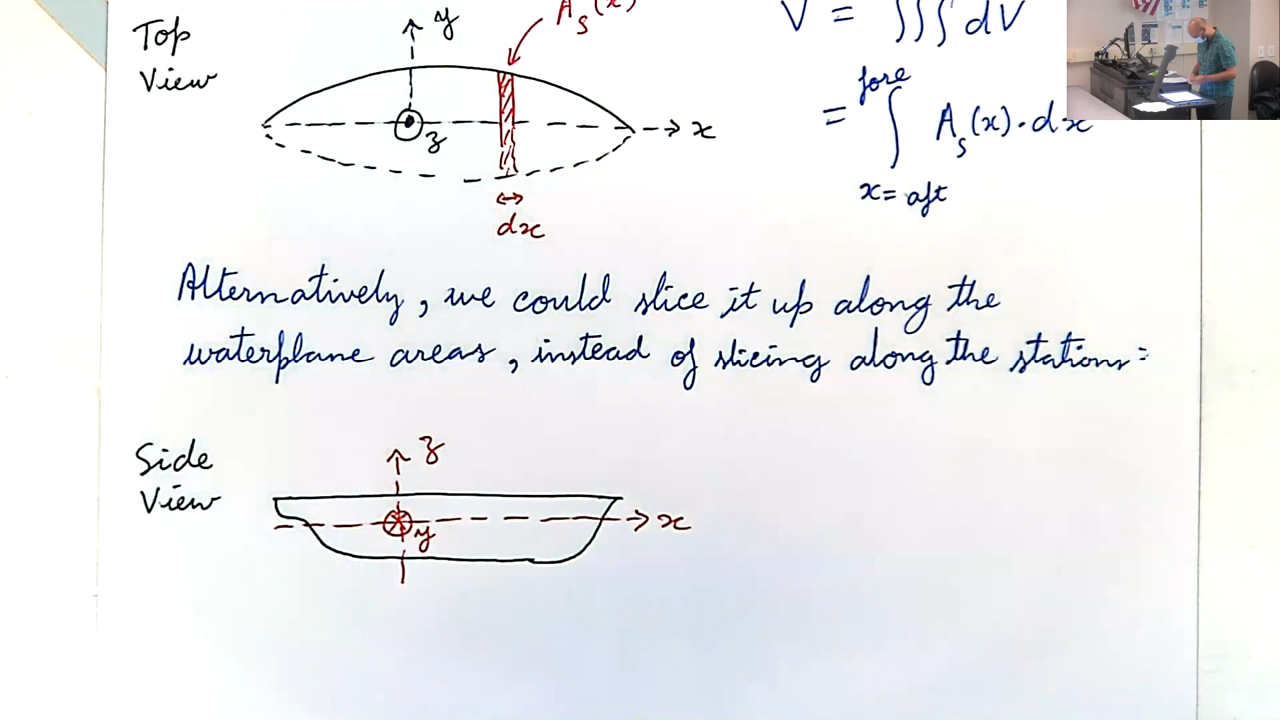 Top
View
y
A_s(x)
z
x
dx
V = ∫∫∫ dV
= ∫_{x=aft}^{fore} A_s(x)·dx
Alternatively, we could slice it up along the
waterplane areas, instead of slicing along the stations:
Side
View
z
y
x